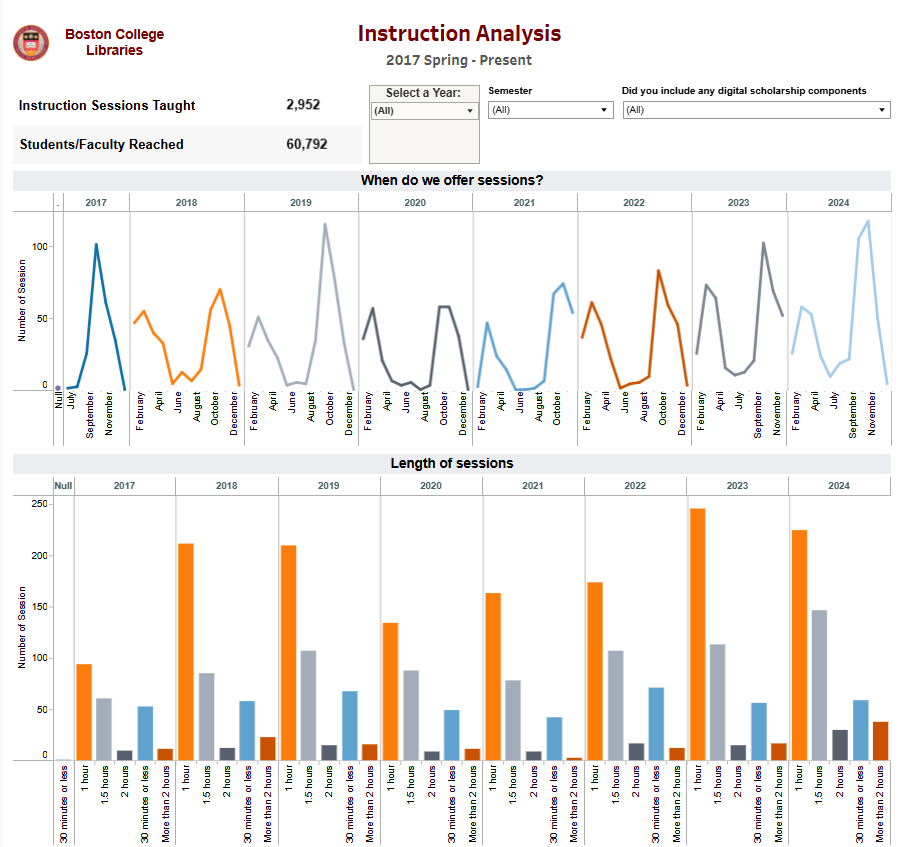 Boston College
Libraries
Instruction Analysis
2017 Spring - Present
Instruction Sessions Taught 2,952
Students/Faculty Reached 60,792
Select a Year:
(All)
Semester
(All)
Did you include any digital scholarship components
(All)
When do we offer sessions?
. 2017 2018 2019 2020 2021 2022 2023 2024
Number of Session
100
50
0
Null July September November February April June August October December February April June August October December February April June August October December February April June August October February April June August October December February April July September November February April July September November
Length of sessions
Null 2017 2018 2019 2020 2021 2022 2023 2024
Number of Session
250
200
150
100
50
0
30 minutes or less 1 hour 1.5 hours 2 hours 30 minutes or less More than 2 hours 1 hour 1.5 hours 2 hours 30 minutes or less More than 2 hours 1 hour 1.5 hours 2 hours 30 minutes or less More than 2 hours 1 hour 1.5 hours 2 hours 30 minutes or less More than 2 hours 1 hour 1.5 hours 2 hours 30 minutes or less More than 2 hours 1 hour 1.5 hours 2 hours 30 minutes or less More than 2 hours 1 hour 1.5 hours 2 hours 30 minutes or less More than 2 hours 1 hour 1.5 hours 2 hours 30 minutes or less More than 2 hours